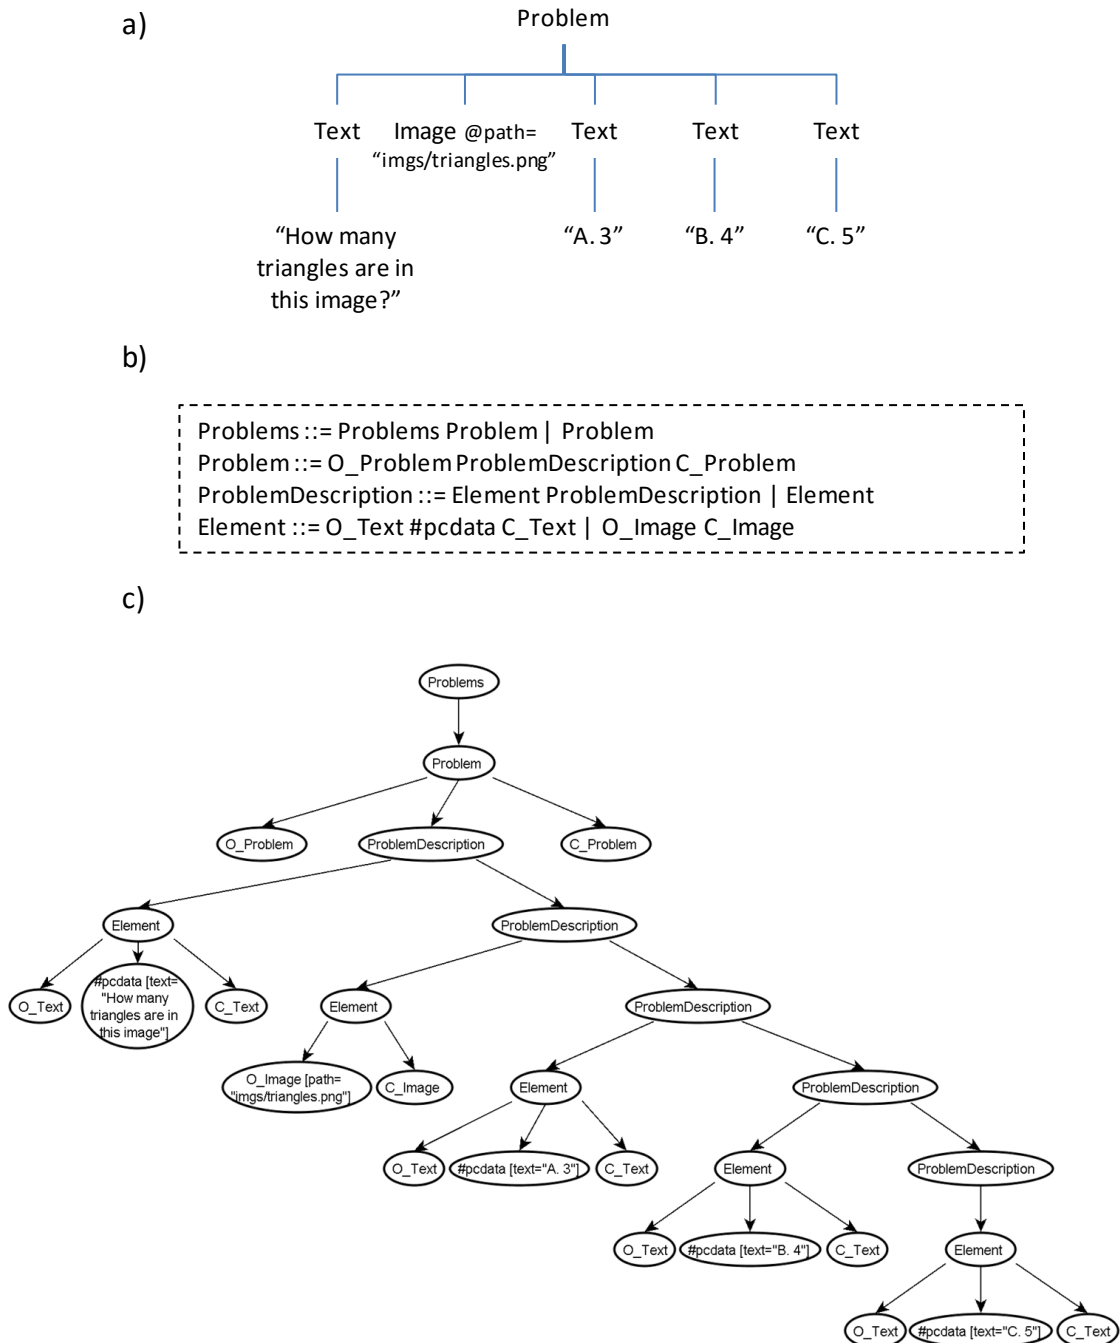 a)
Problem
Text Image @path= Text Text Text
“imgs/triangles.png”
“How many “A. 3” “B. 4” “C. 5”
triangles are in
this image?”
b)
Problems ::= Problems Problem | Problem
Problem ::= O_Problem ProblemDescription C_Problem
ProblemDescription ::= Element ProblemDescription | Element
Element ::= O_Text #pcdata C_Text | O_Image C_Image
c)
Problems
Problem
O_Problem ProblemDescription C_Problem
Element ProblemDescription
O_Text
#pcdata [text=
"How many
triangles are in
this image"]
C_Text
Element ProblemDescription
O_Image [path=
"imgs/triangles.png"]
C_Image
Element ProblemDescription
O_Text #pcdata [text="A. 3"] C_Text
Element ProblemDescription
O_Text #pcdata [text="B. 4"] C_Text
Element
O_Text #pcdata [text="C. 5"] C_Text